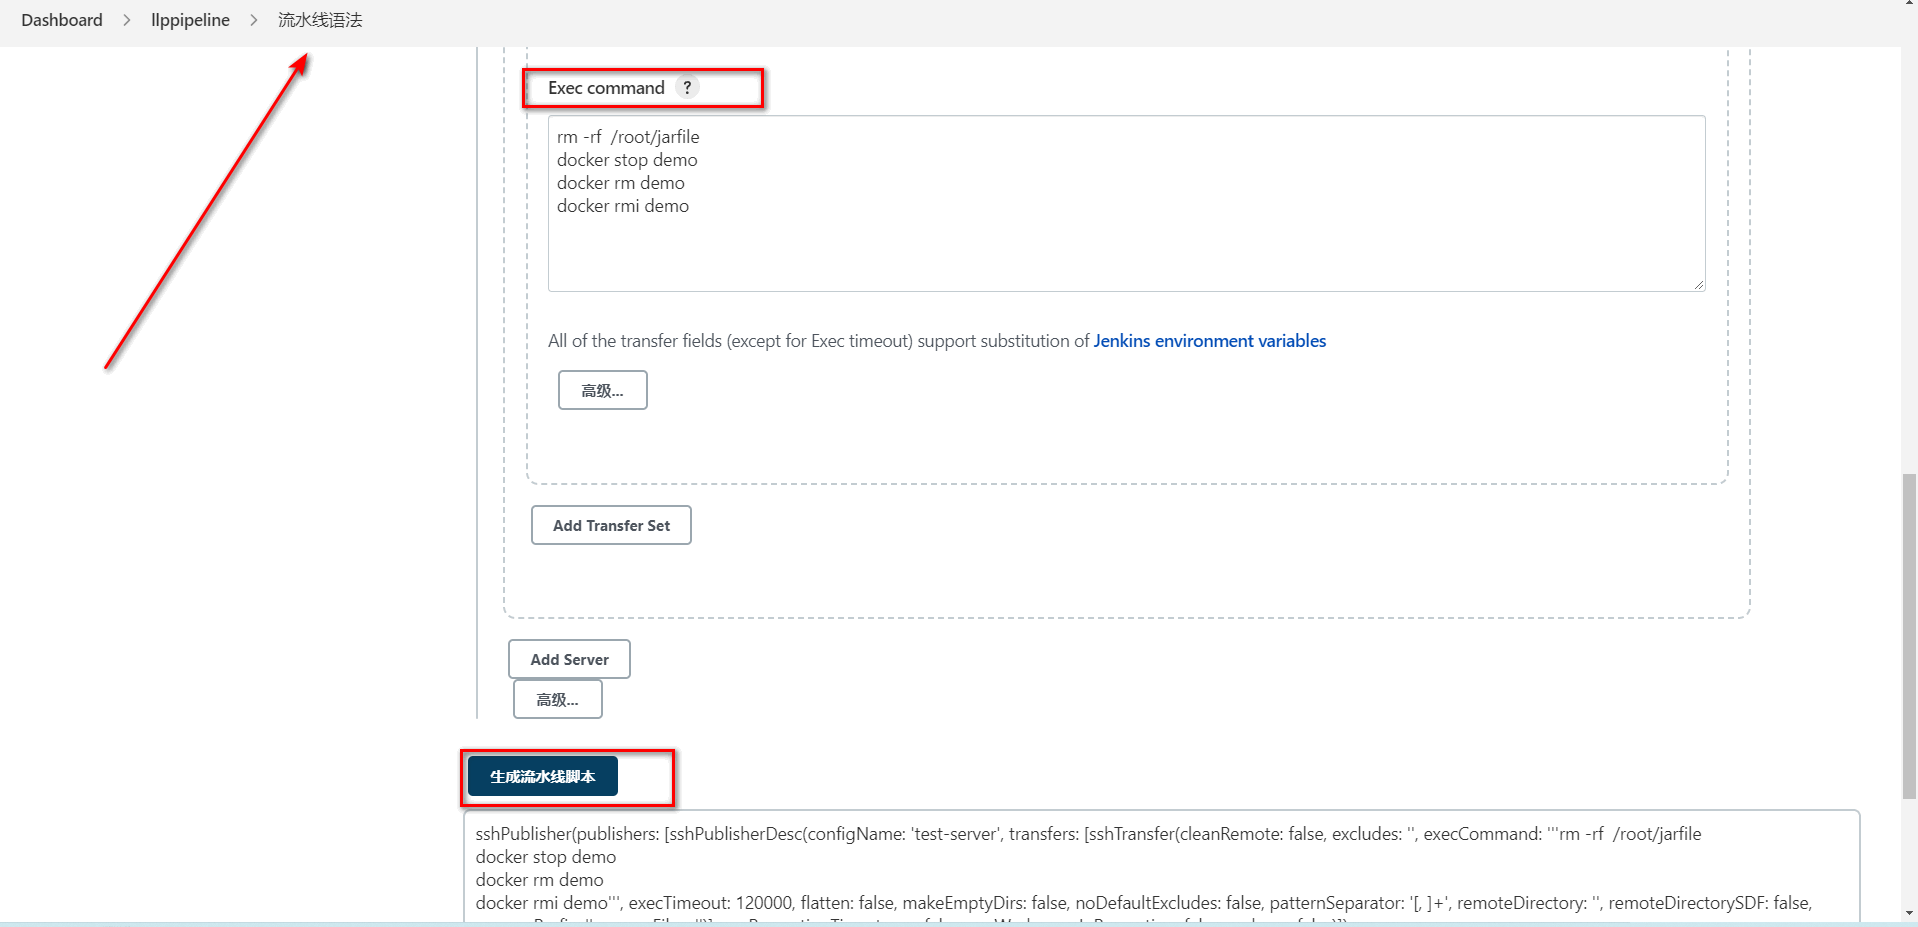 Dashboard > llppipeline > 流水线语法
Exec command ?
rm -rf  /root/jarfile
docker stop demo
docker rm demo
docker rmi demo
All of the transfer fields (except for Exec timeout) support substitution of Jenkins environment variables
高级...
Add Transfer Set
Add Server
高级...
生成流水线脚本
sshPublisher(publishers: [sshPublisherDesc(configName: 'test-server', transfers: [sshTransfer(cleanRemote: false, excludes: '', execCommand: '''rm -rf  /root/jarfile
docker stop demo
docker rm demo
docker rmi demo''', execTimeout: 120000, flatten: false, makeEmptyDirs: false, noDefaultExcludes: false, patternSeparator: '[, ]+', remoteDirectory: '', remoteDirectorySDF: false,